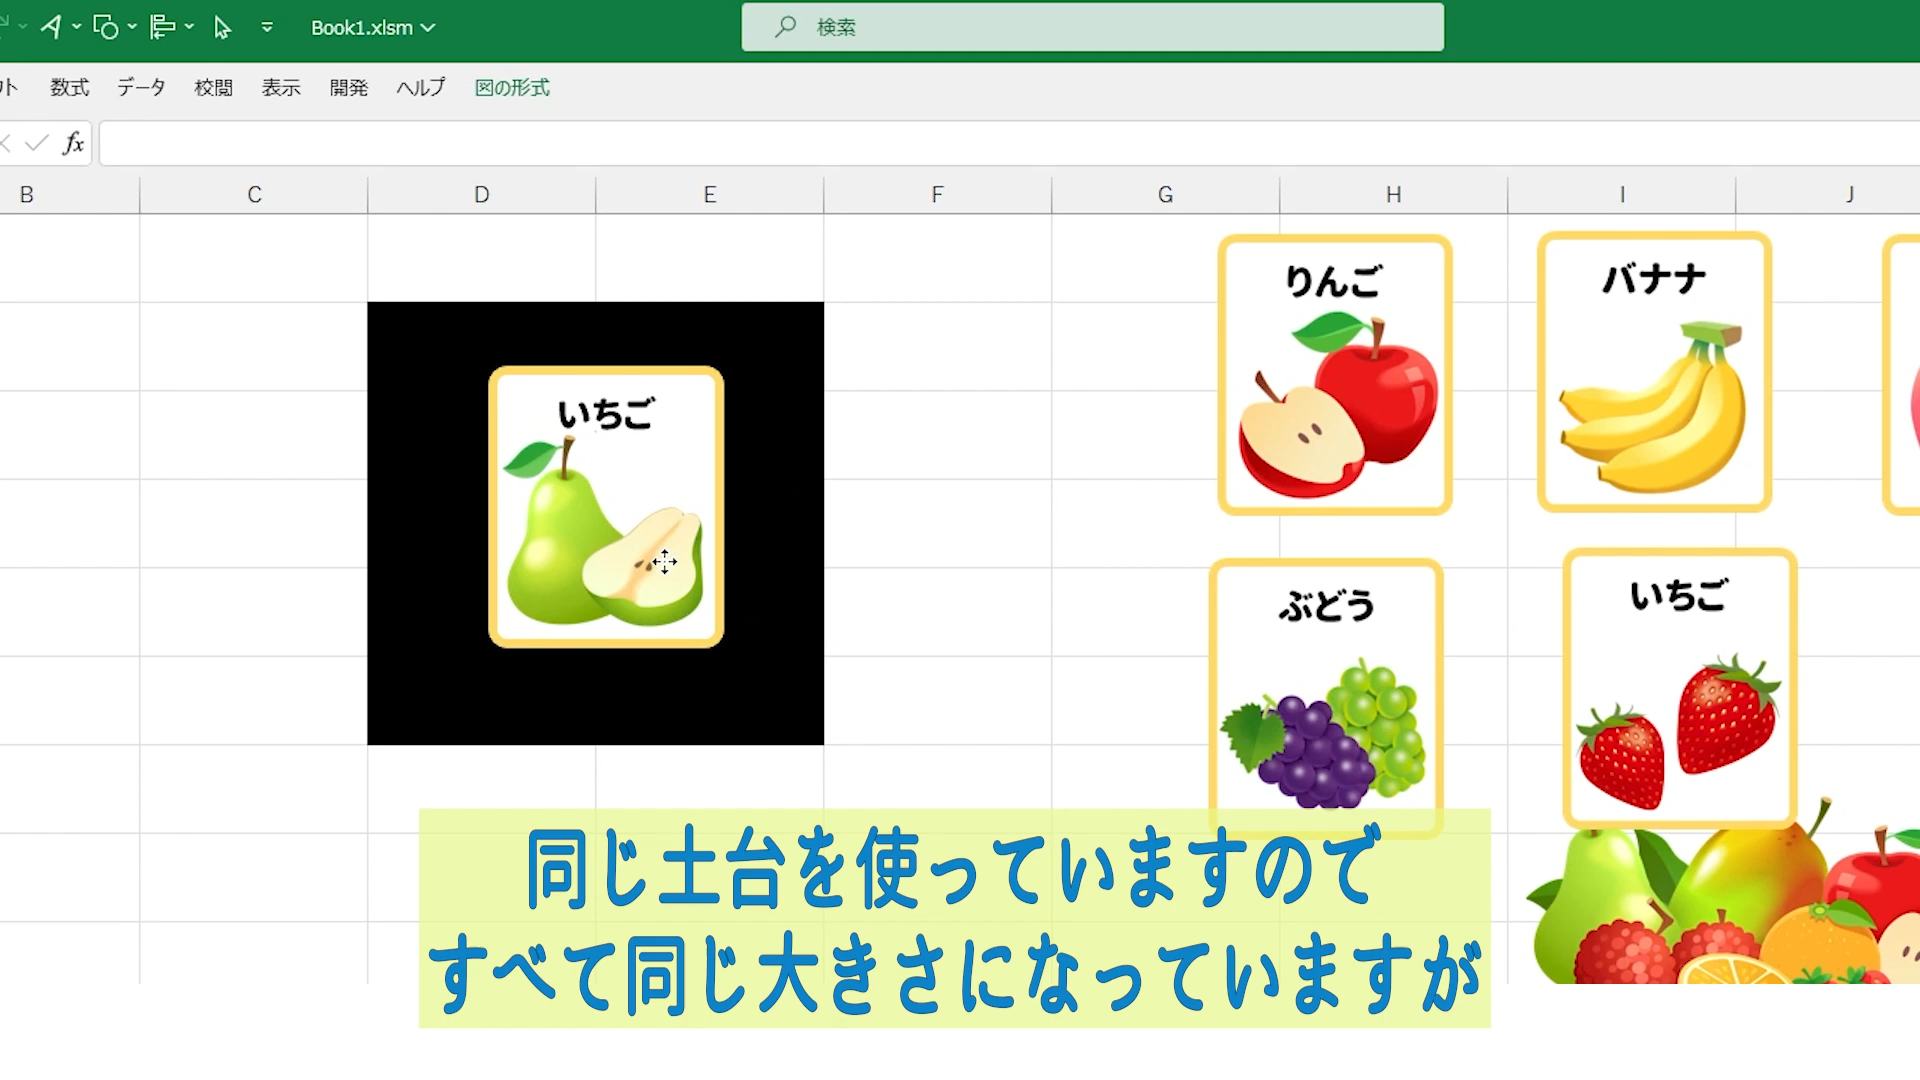 Book1.xlsm
検索
ウト 数式 データ 校閲 表示 開発 ヘルプ 図の形式
fx
B C D E F G H I J
りんご
バナナ
いちご
ぶどう
いちご
同じ土台を使っていますので
すべて同じ大きさになっていますが